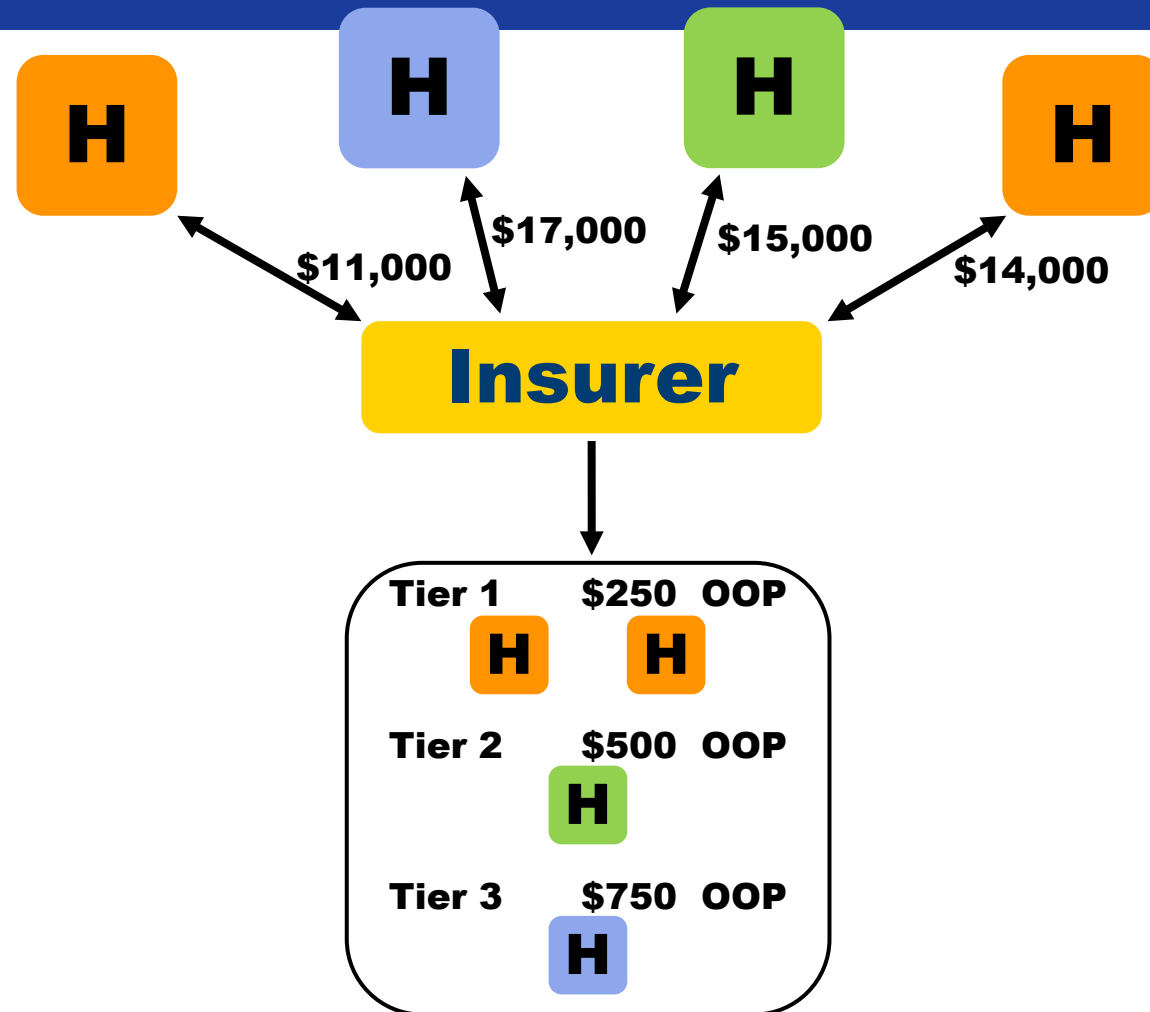 H
H
H
H
$11,000
$17,000
$15,000
$14,000
Insurer
Tier 1 $250 OOP
H H
Tier 2 $500 OOP
H
Tier 3 $750 OOP
H